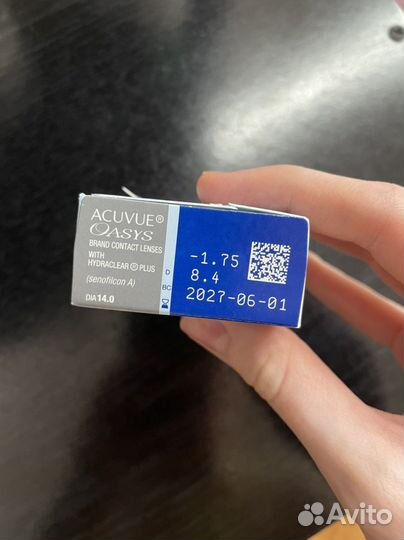 ACUVUE®
OASYS
BRAND CONTACT LENSES
WITH
HYDRACLEAR® PLUS
(senofilcon A)
DIA 14.0
D -1.75
BC 8.4
2027-06-01
Avito